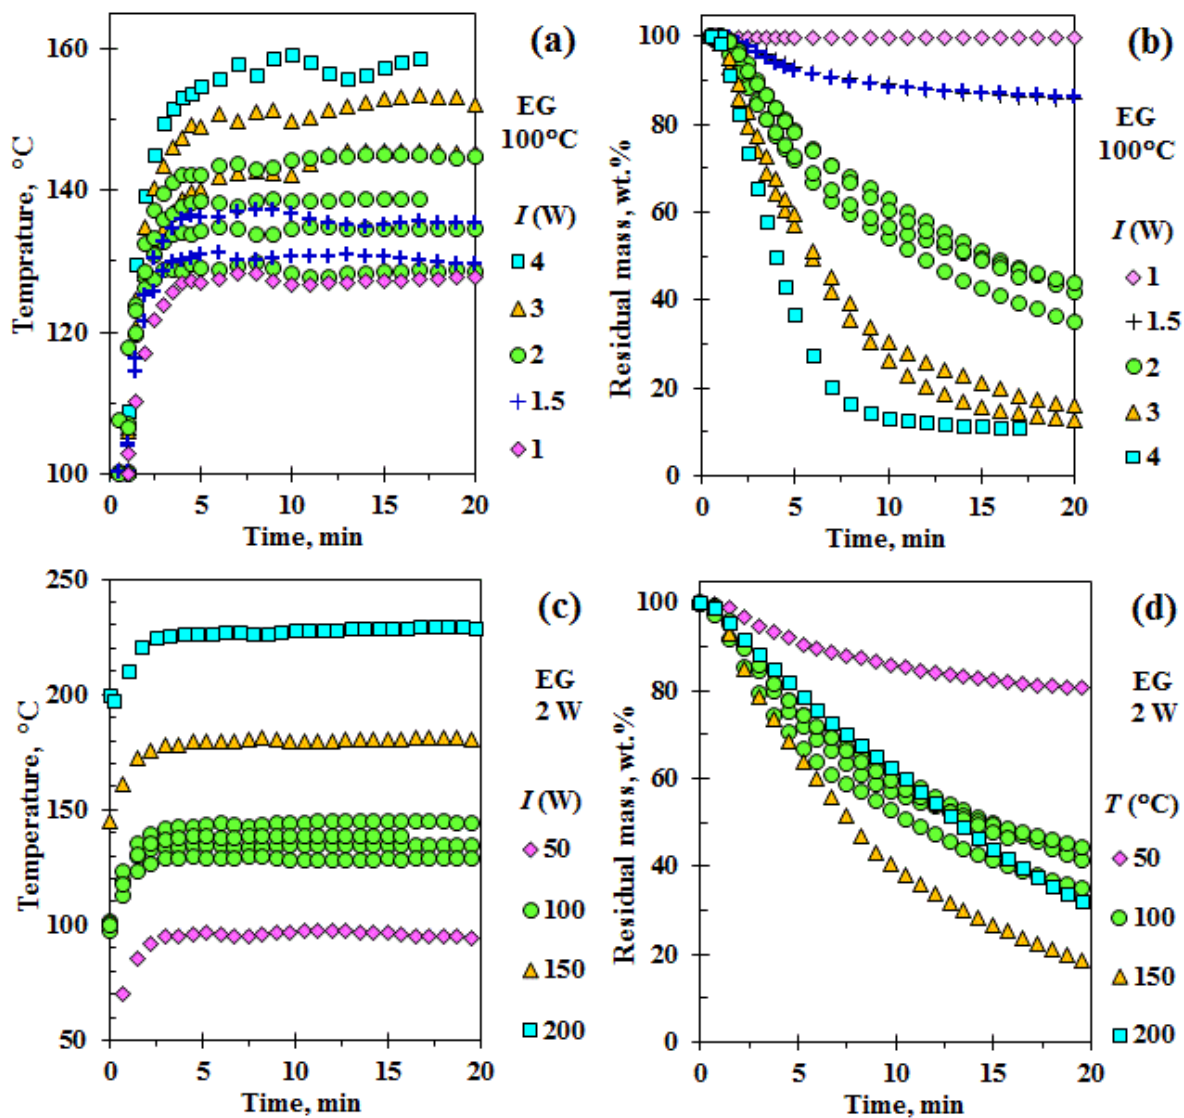 (a)
Temprature, °C
160
140
120
100
0
5
10
15
20
Time, min
EG
100°C
I (W)
4
3
2
1.5
1
(b)
Residual mass, wt.%
100
80
60
40
20
0
0
5
10
15
20
Time, min
EG
100°C
I (W)
1
1.5
2
3
4
(c)
Temperature, °C
250
200
150
100
50
0
5
10
15
20
Time, min
EG
2 W
I (W)
50
100
150
200
(d)
Residual mass, wt.%
100
80
60
40
20
0
0
5
10
15
20
Time, min
EG
2 W
T (°C)
50
100
150
200